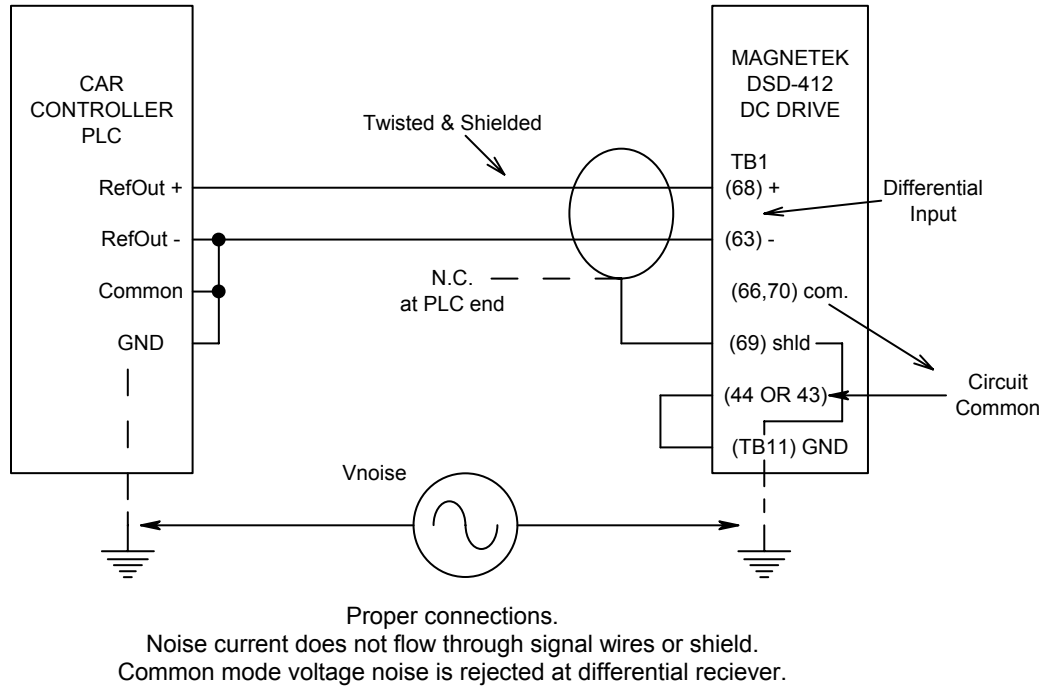 CAR
CONTROLLER
PLC
RefOut +
RefOut -
Common
GND
Twisted & Shielded
N.C.
at PLC end
MAGNETEK
DSD-412
DC DRIVE
TB1
(68) +
(63) -
(66,70) com.
(69) shld
(44 OR 43)
(TB11) GND
Differential
Input
Circuit
Common
Vnoise
Proper connections.
Noise current does not flow through signal wires or shield.
Common mode voltage noise is rejected at differential reciever.